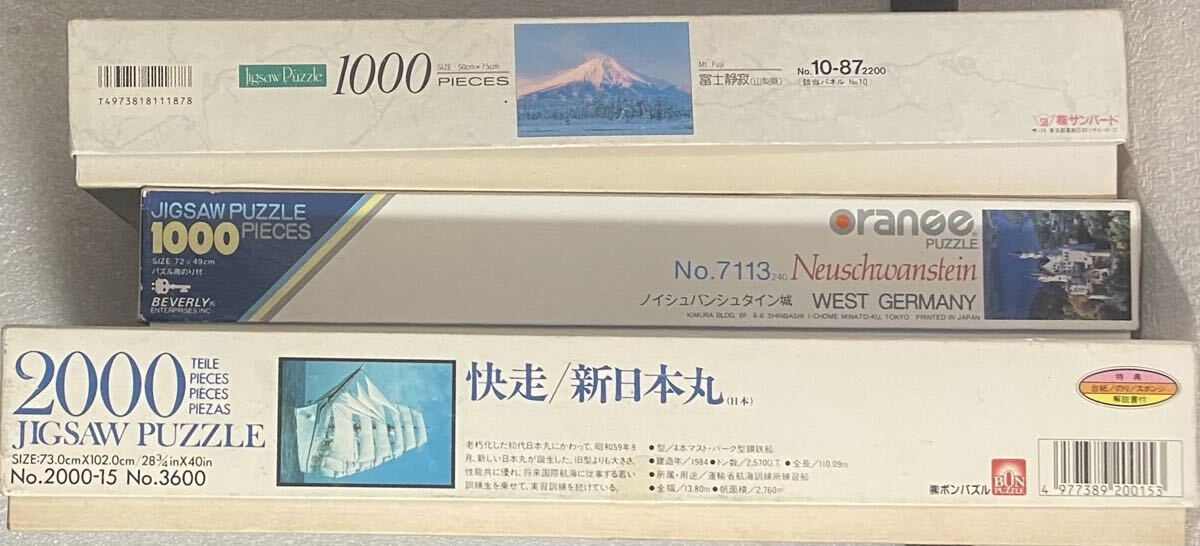 T4973818111878
Jigsaw Puzzle
1000
SIZE 50cm×75cm
PIECES
Mt. Fuji
富士静寂(山梨県)
No.10-87 2200
該当パネル No.10
㈱サンバード
JIGSAW PUZZLE
1000 PIECES
SIZE 72×49cm
パズル用のり付
BEVERLY®
ENTERPRISES INC.
orange®
PUZZLE
No.7113 240 Neuschwanstein
ノイシュバンシュタイン城 WEST GERMANY
KIMURA BLDG. 6F 6-6 SHINBASHI 1-CHOME MINATO-KU, TOKYO PRINTED IN JAPAN
2000
TEILE
PIECES
PIECES
PIEZAS
JIGSAW PUZZLE
SIZE:73.0cmX102.0cm/28¾inX40in
No.2000-15 No.3600
快走/新日本丸(日本)
老朽化した初代日本丸にかわって、昭和59年9
月、新しい日本丸が誕生した。旧型よりも大きさ、
性能共に優れ、将来国際航海に従事する若い
訓練生を乗せて、実習訓練を続けている。
●型/4本マスト・バーク型鋼鉄船
●建造年/1984●トン数/2,570G.T.●全長/110.09m
●所属・用途/運輸省航海訓練所練習船
●全幅/13.80m●帆面積/2,760㎡
特典
台紙/のり/スポンジ
解説書付
㈱ボンパズル
BON
PUZZLE
4 977389 200153